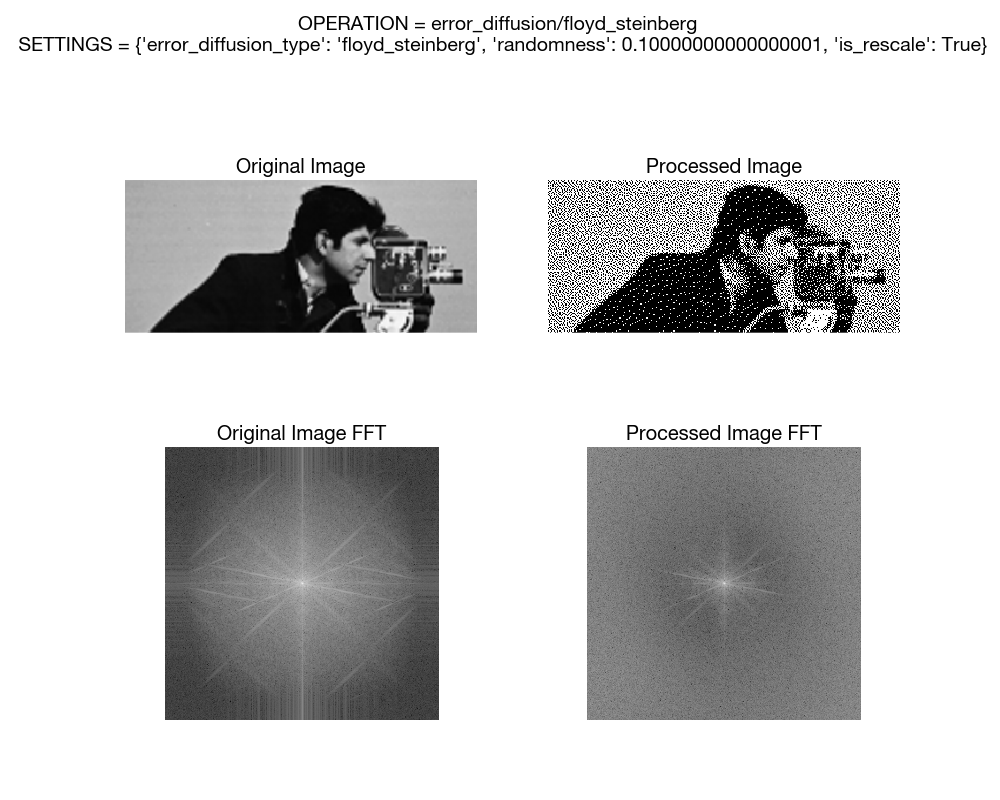 OPERATION = error_diffusion/floyd_steinberg
SETTINGS = {'error_diffusion_type': 'floyd_steinberg', 'randomness': 0.10000000000000001, 'is_rescale': True}
Original Image
Processed Image
Original Image FFT
Processed Image FFT